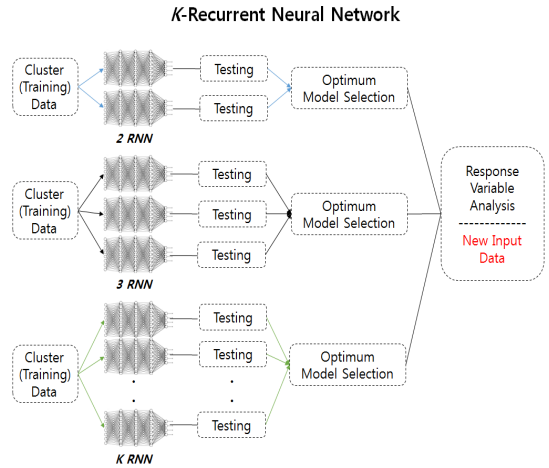 K-Recurrent Neural Network
Cluster
(Training)
Data
Testing
Testing
2 RNN
Optimum
Model Selection
Cluster
(Training)
Data
Testing
Testing
Testing
3 RNN
Optimum
Model Selection
Cluster
(Training)
Data
Testing
Testing
Testing
K RNN
Optimum
Model Selection
Response
Variable
Analysis
New Input
Data